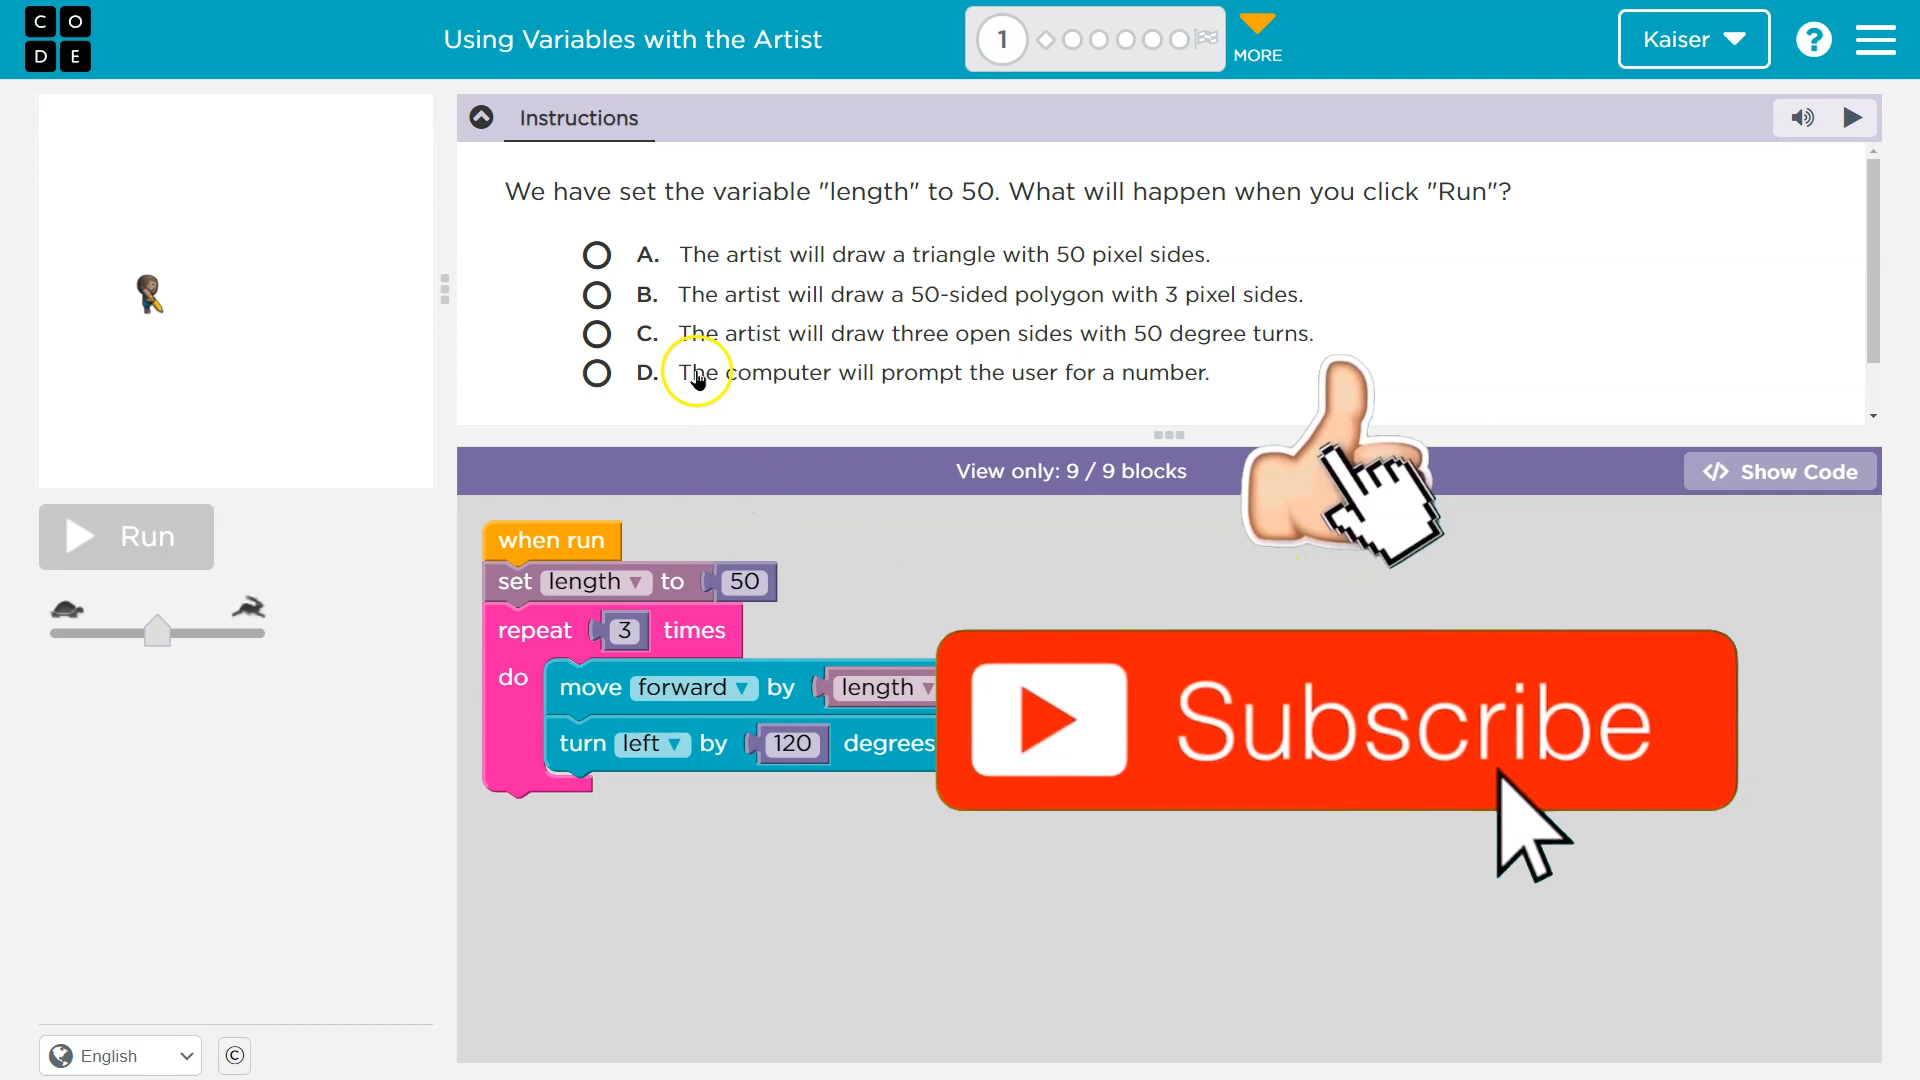 C O
D E
Using Variables with the Artist
1
MORE
Kaiser
?
Instructions
We have set the variable "length" to 50. What will happen when you click "Run"?
A. The artist will draw a triangle with 50 pixel sides.
B. The artist will draw a 50-sided polygon with 3 pixel sides.
C. The artist will draw three open sides with 50 degree turns.
D. The computer will prompt the user for a number.
View only: 9 / 9 blocks
</> Show Code
Run
when run
set length ▼ to 50
repeat 3 times
do
move forward ▼ by length ▼
turn left ▼ by 120 degrees
Subscribe
English
©